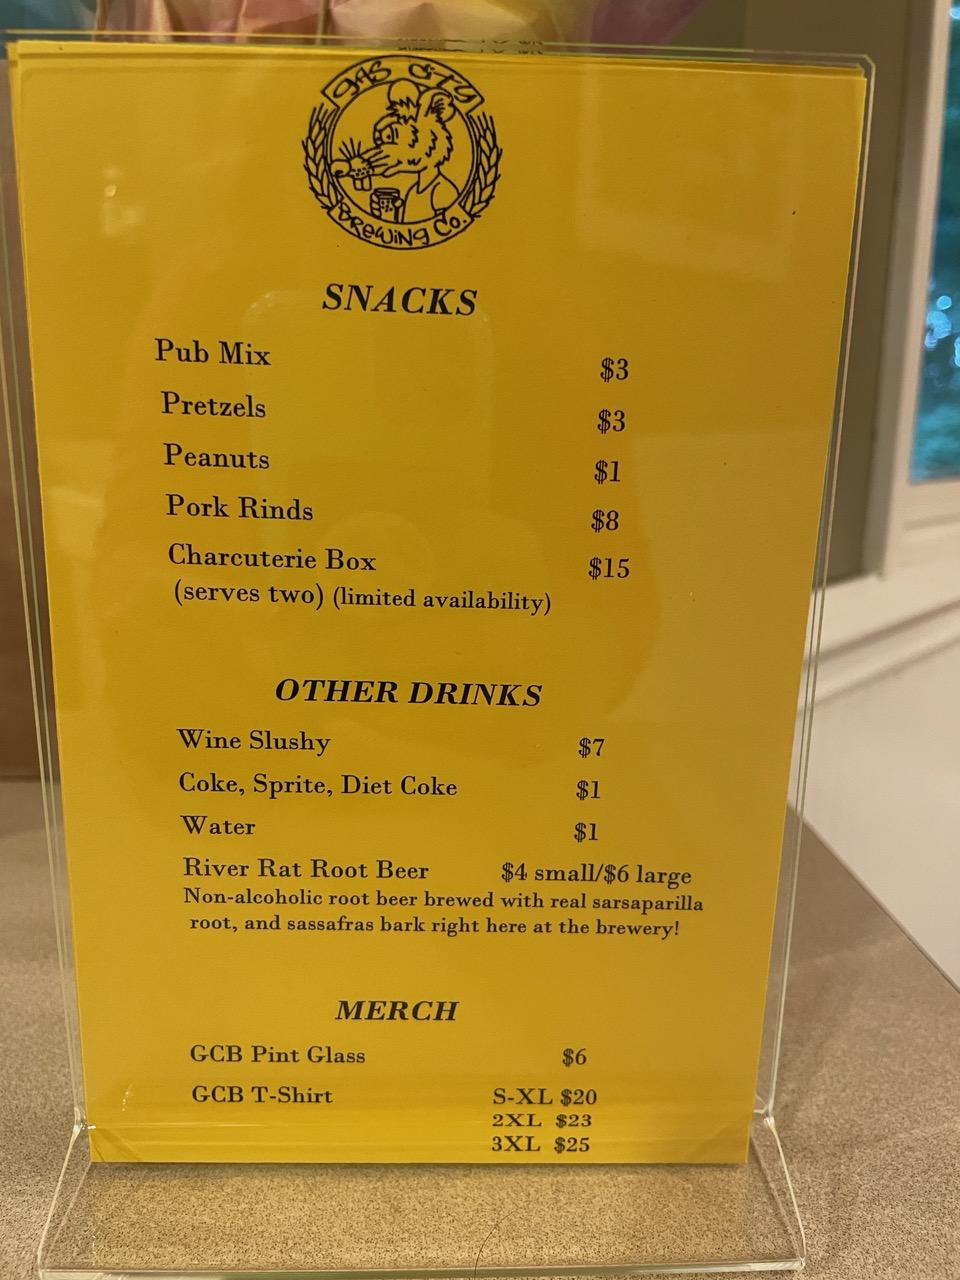 GAS CITY
BREWING Co.
SNACKS
Pub Mix $3
Pretzels $3
Peanuts $1
Pork Rinds $8
Charcuterie Box $15
(serves two) (limited availability)
OTHER DRINKS
Wine Slushy $7
Coke, Sprite, Diet Coke $1
Water $1
River Rat Root Beer $4 small/$6 large
Non-alcoholic root beer brewed with real sarsaparilla
root, and sassafras bark right here at the brewery!
MERCH
GCB Pint Glass $6
GCB T-Shirt S-XL $20
2XL $23
3XL $25